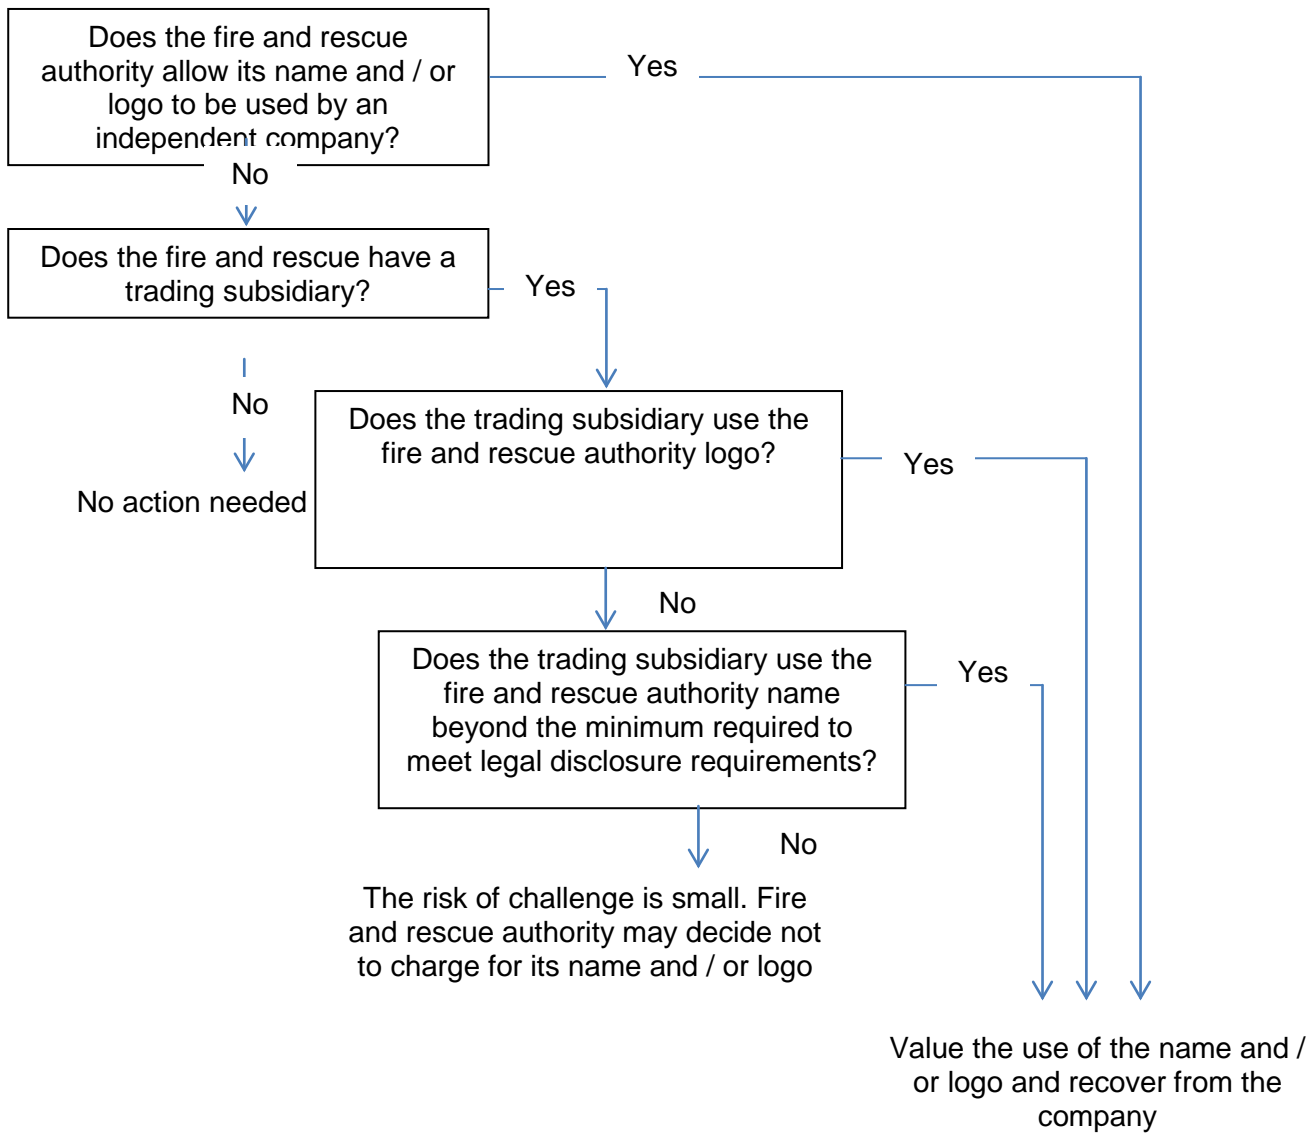 Does the fire and rescue
authority allow its name and / or
logo to be used by an
independent company?
Yes
No
Does the fire and rescue have a
trading subsidiary?
Yes
No
No action needed
Does the trading subsidiary use the
fire and rescue authority logo?
Yes
No
Does the trading subsidiary use the
fire and rescue authority name
beyond the minimum required to
meet legal disclosure requirements?
Yes
No
The risk of challenge is small. Fire
and rescue authority may decide not
to charge for its name and / or logo
Value the use of the name and /
or logo and recover from the
company